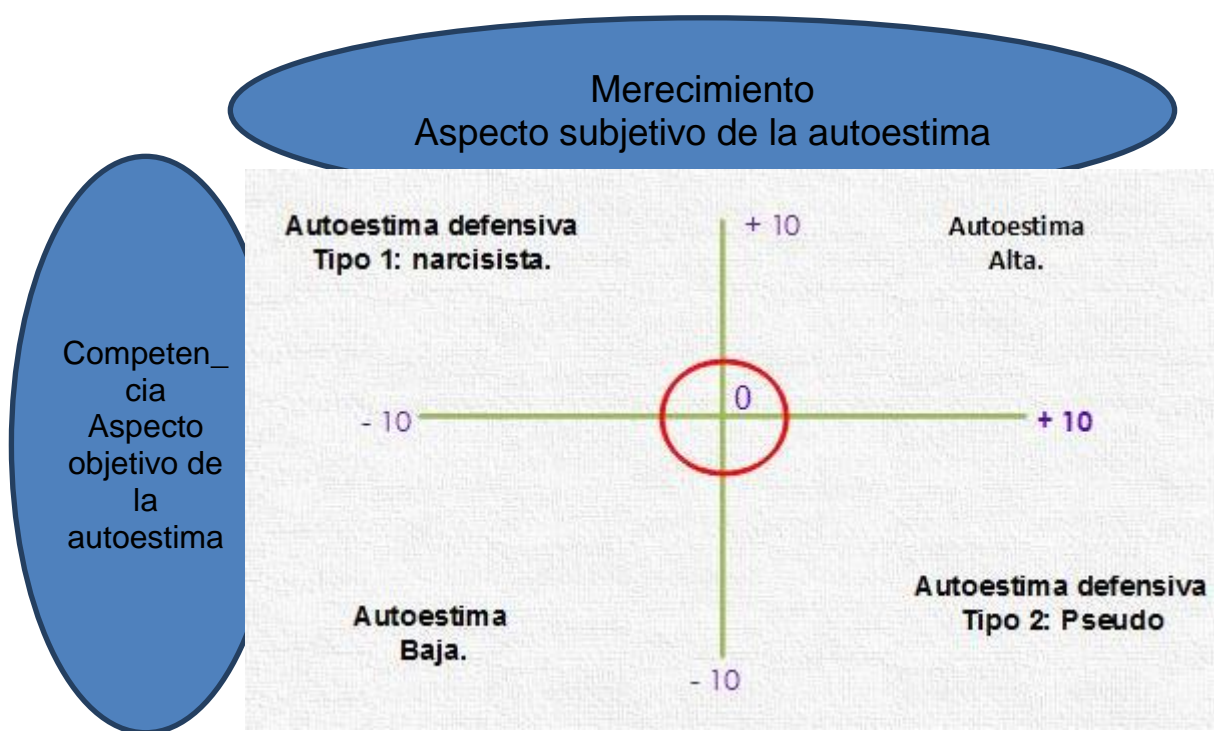 Merecimiento
Aspecto subjetivo de la autoestima
Competen_
cia
Aspecto
objetivo de
la
autoestima
Autoestima defensiva
Tipo 1: narcisista.
+ 10
Autoestima
Alta.
- 10
0
+ 10
Autoestima
Baja.
- 10
Autoestima defensiva
Tipo 2: Pseudo